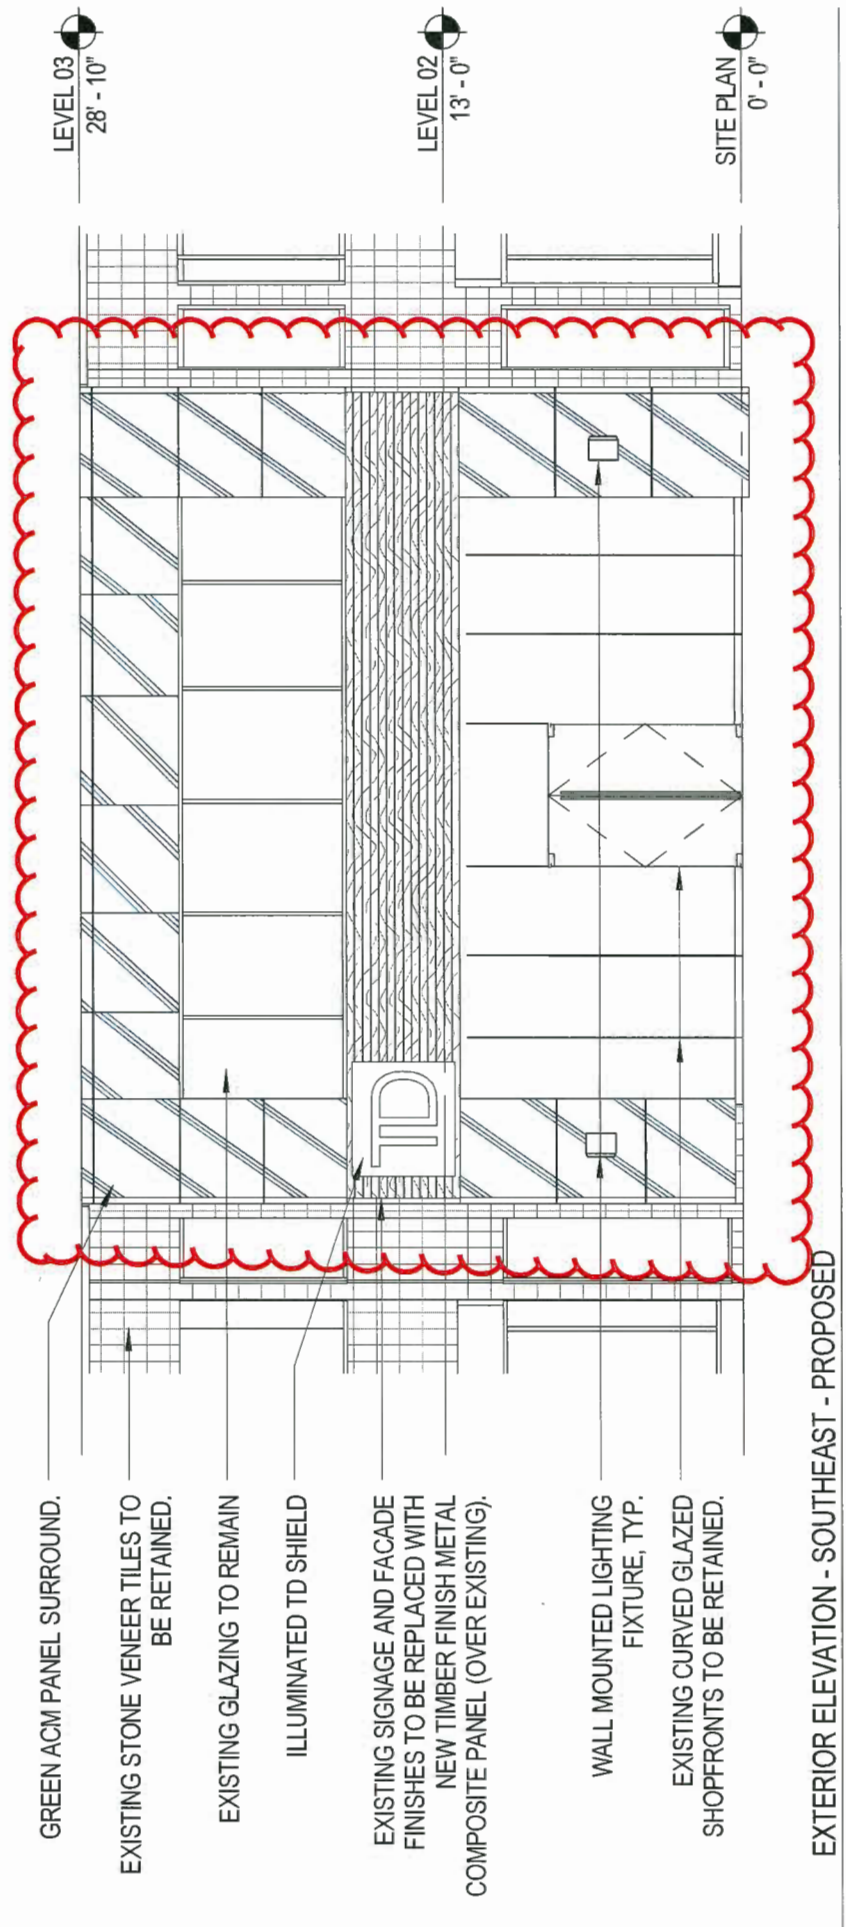 GREEN ACM PANEL SURROUND.
EXISTING STONE VENEER TILES TO
BE RETAINED.
EXISTING GLAZING TO REMAIN
ILLUMINATED TD SHIELD
EXISTING SIGNAGE AND FACADE
FINISHES TO BE REPLACED WITH
NEW TIMBER FINISH METAL
COMPOSITE PANEL (OVER EXISTING).
WALL MOUNTED LIGHTING
FIXTURE, TYP.
EXISTING CURVED GLAZED
SHOPFRONTS TO BE RETAINED.
TD
LEVEL 03
28' - 10"
LEVEL 02
13' - 0"
SITE PLAN
0' - 0"
EXTERIOR ELEVATION - SOUTHEAST - PROPOSED